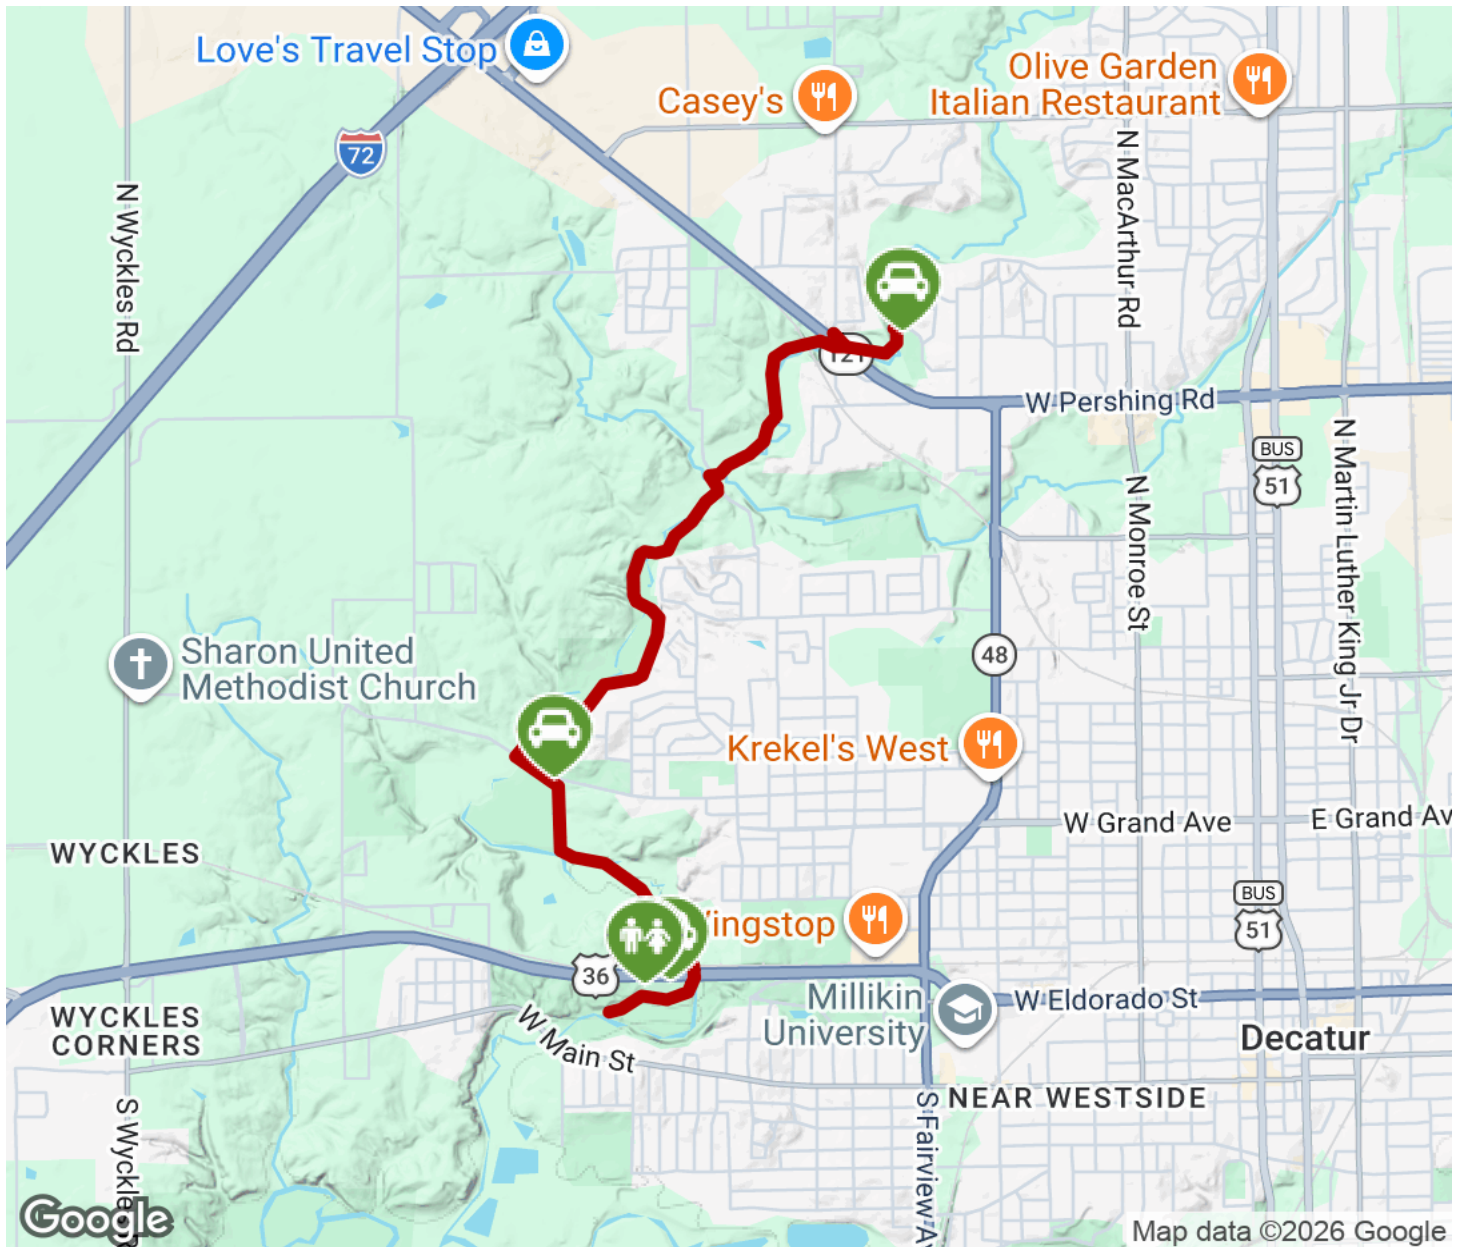 Love's Travel Stop
Casey's
Olive Garden
Italian Restaurant
72
N Wyckles Rd
N MacArthur Rd
121
W Pershing Rd
BUS
51
N Martin Luther King Jr Dr
N Monroe St
Sharon United
Methodist Church
48
Krekel's West
W Grand Ave
E Grand Av
WYCKLES
BUS
51
ingstop
36
Millikin
University
W Eldorado St
WYCKLES
CORNERS
W Main St
Decatur
NEAR WESTSIDE
S Wyckles R
S Fairview Av
Google
Map data ©2026 Google